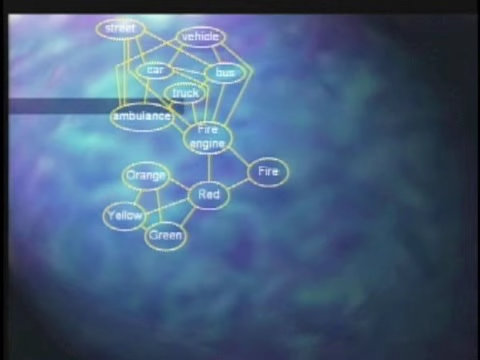 street
vehicle
car
bus
truck
ambulance
Fire
engine
Orange
Fire
Red
Yellow
Green